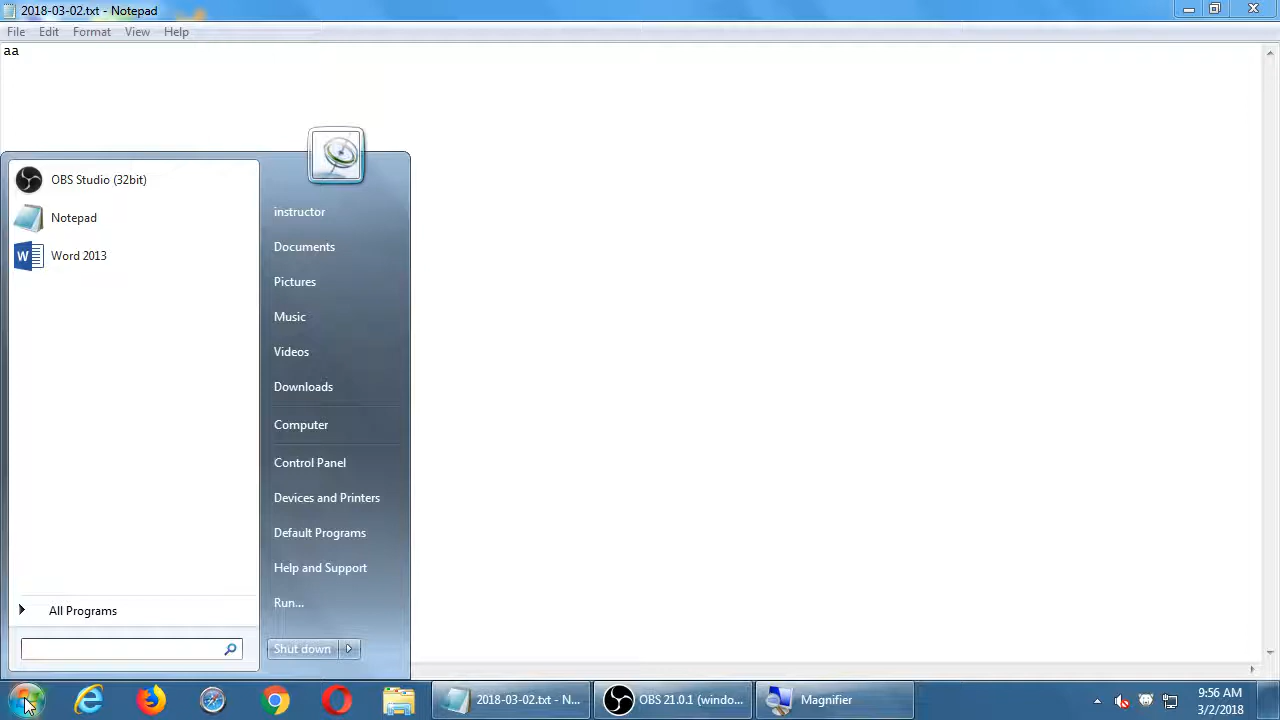 2018-03-02.txt - Notepad
File Edit Format View Help
aa
OBS Studio (32bit)
Notepad
Word 2013
All Programs
instructor
Documents
Pictures
Music
Videos
Downloads
Computer
Control Panel
Devices and Printers
Default Programs
Help and Support
Run...
Shut down
2018-03-02.txt - N...
OBS 21.0.1 (windo...
Magnifier
9:56 AM
3/2/2018